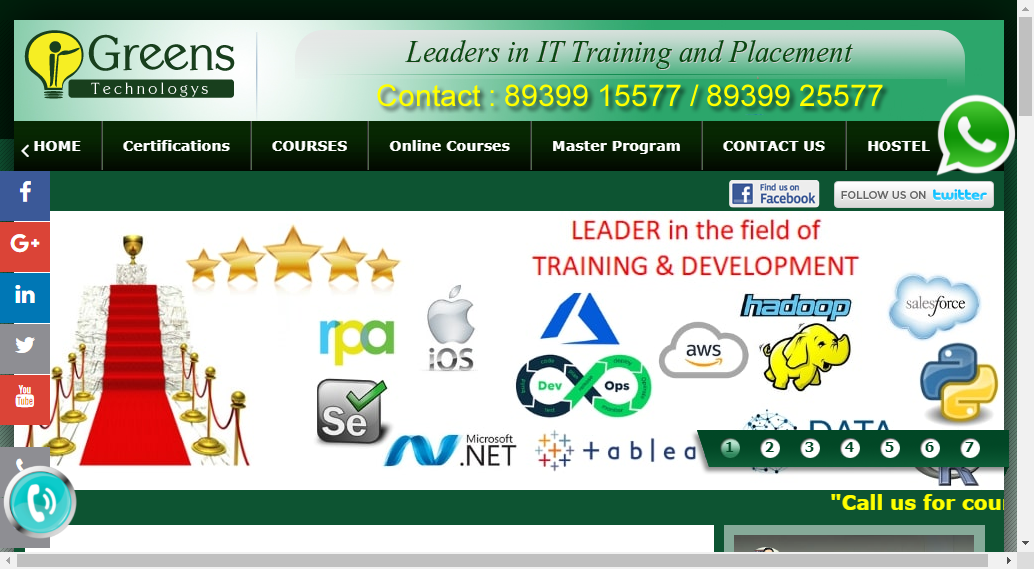 Greens
Technologys
Leaders in IT Training and Placement
Contact : 89399 15577 / 89399 25577
HOME
Certifications
COURSES
Online Courses
Master Program
CONTACT US
HOSTEL
Find us on
Facebook
FOLLOW US ON twitter
f
G+
in
You
Tube
LEADER in the field of
TRAINING & DEVELOPMENT
rpa
iOS
hadoop
salesforce
aws
Dev Ops
Se
Microsoft
.NET
DATA
R
1 2 3 4 5 6 7
"Call us for